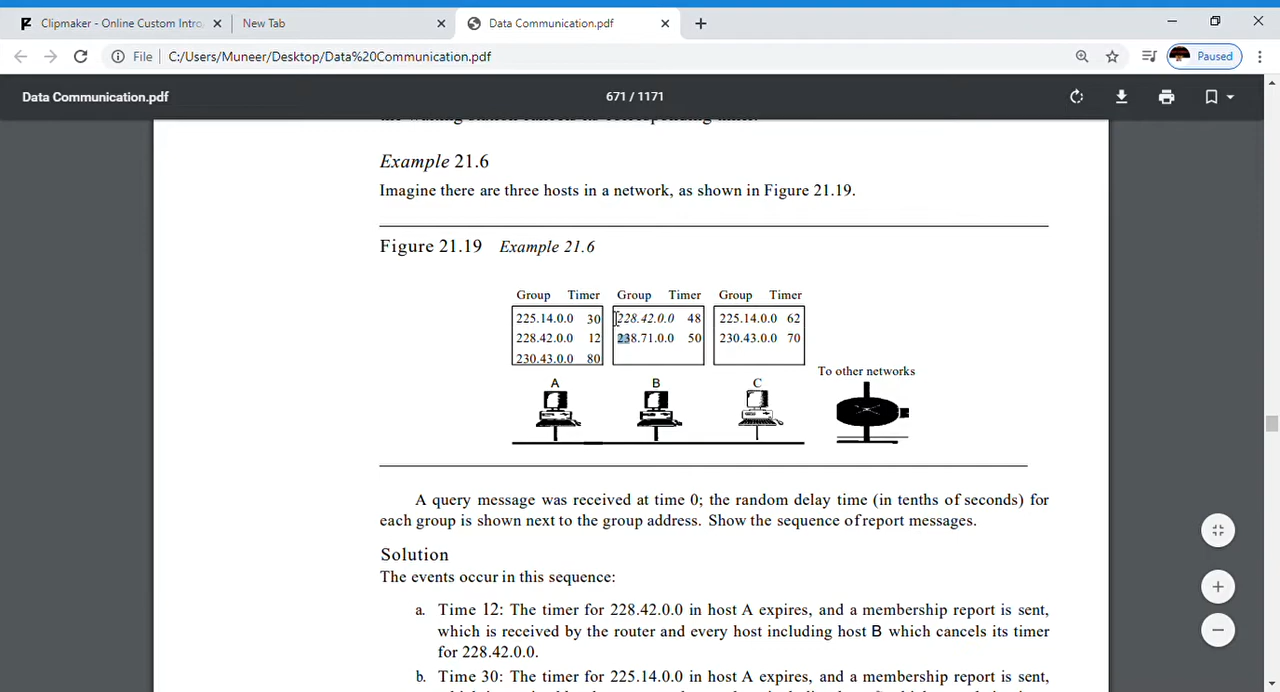 Clipmaker - Online Custom Intro
New Tab
Data Communication.pdf
File C:/Users/Muneer/Desktop/Data%20Communication.pdf
Paused
Data Communication.pdf
671 / 1171
the waiting station cancels its corresponding timer.
Example 21.6
Imagine there are three hosts in a network, as shown in Figure 21.19.
Figure 21.19 Example 21.6
Group Timer Group Timer Group Timer
225.14.0.0 30 228.42.0.0 48 225.14.0.0 62
228.42.0.0 12 238.71.0.0 50 230.43.0.0 70
230.43.0.0 80
To other networks
A B C
A query message was received at time 0; the random delay time (in tenths of seconds) for
each group is shown next to the group address. Show the sequence of report messages.
Solution
The events occur in this sequence:
a. Time 12: The timer for 228.42.0.0 in host A expires, and a membership report is sent,
which is received by the router and every host including host B which cancels its timer
for 228.42.0.0.
b. Time 30: The timer for 225.14.0.0 in host A expires, and a membership report is sent,